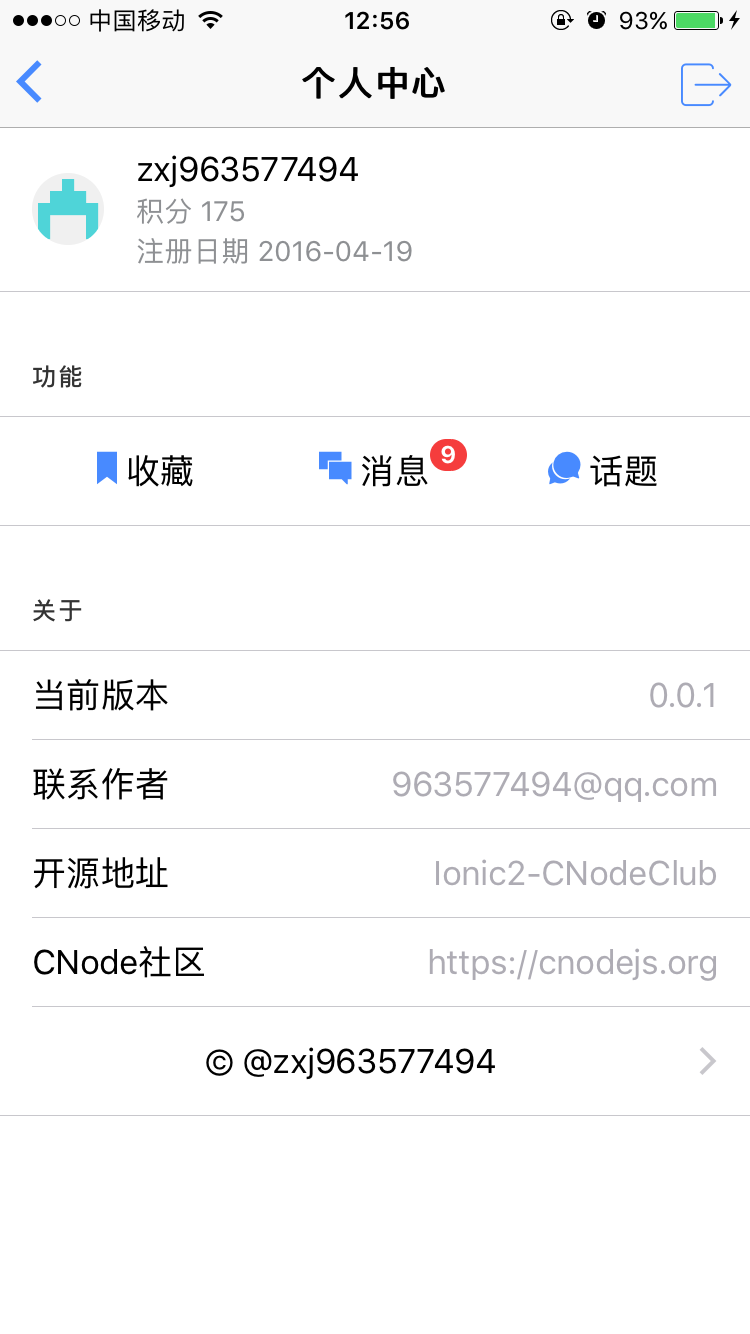 中国移动 12:56 93%
个人中心
zxj963577494
积分 175
注册日期 2016-04-19
功能
收藏 消息 9 话题
关于
当前版本 0.0.1
联系作者 963577494@qq.com
开源地址 Ionic2-CNodeClub
CNode社区 https://cnodejs.org
© @zxj963577494